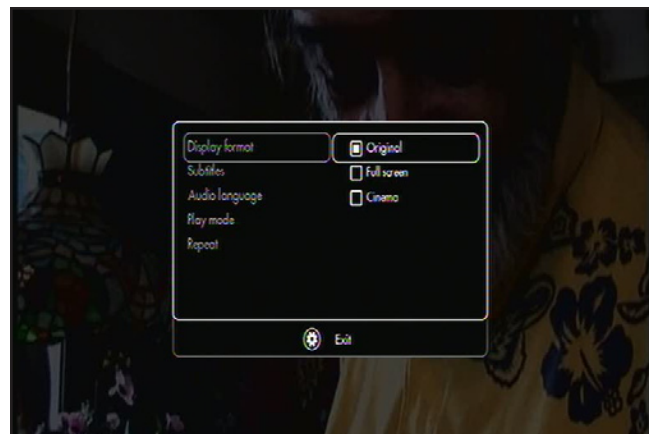 Display format
Original
Subtitles
Full screen
Audio language
Cinema
Play mode
Repeat
Exit